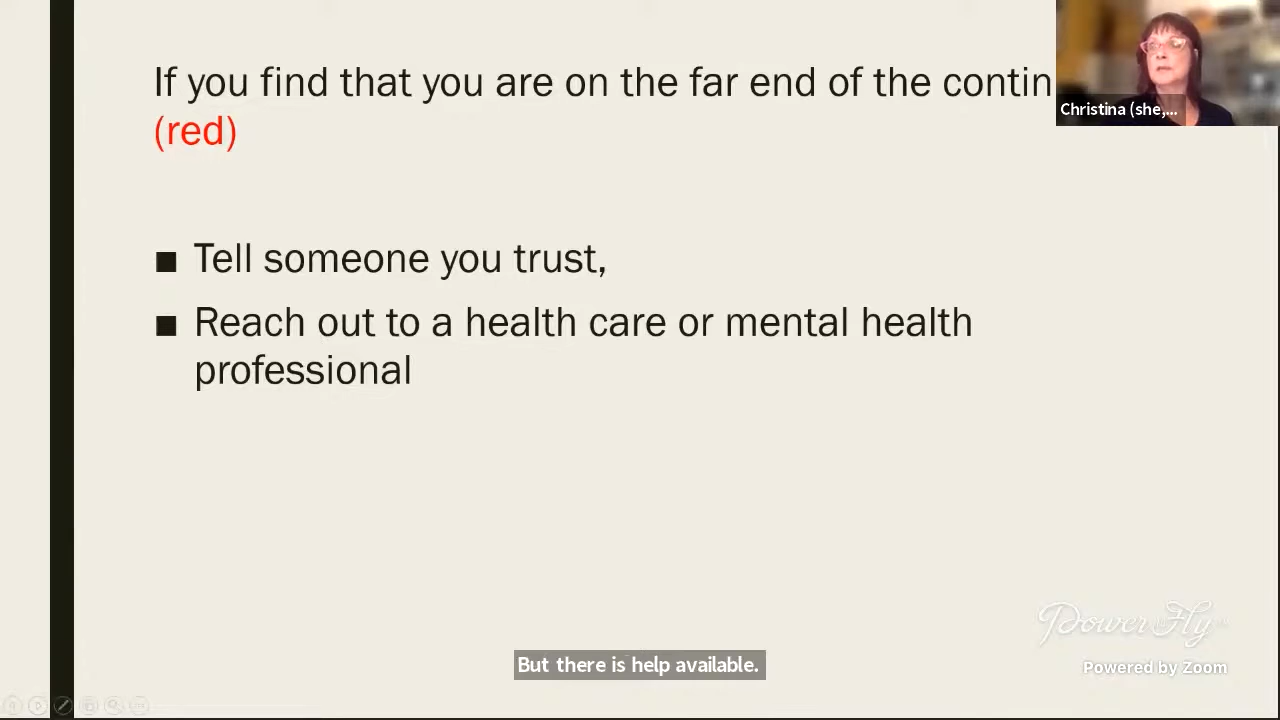 If you find that you are on the far end of the contin
(red)
Christina (she,...
■ Tell someone you trust,
■ Reach out to a health care or mental health
professional
PowerToFly
But there is help available.
Powered by Zoom